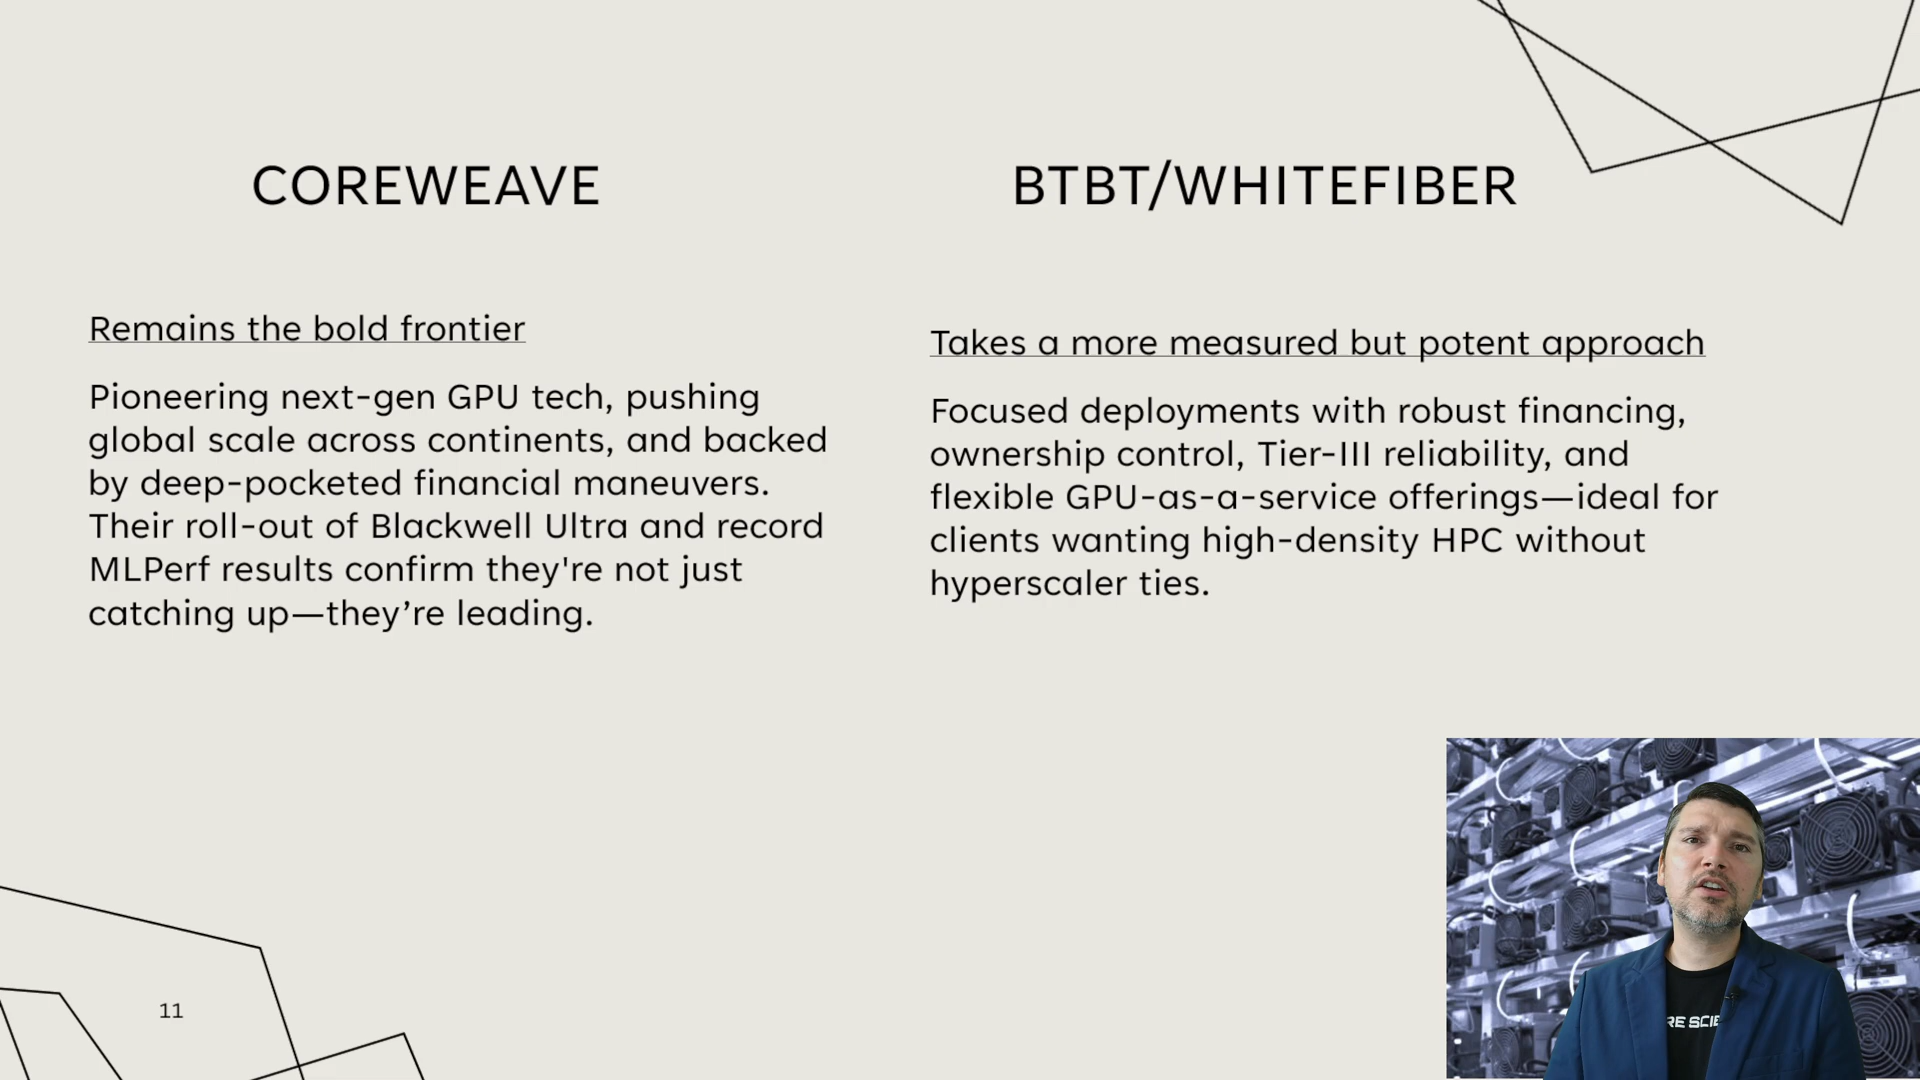 COREWEAVE
Remains the bold frontier
Pioneering next-gen GPU tech, pushing
global scale across continents, and backed
by deep-pocketed financial maneuvers.
Their roll-out of Blackwell Ultra and record
MLPerf results confirm they're not just
catching up—they’re leading.
BTBT/WHITEFIBER
Takes a more measured but potent approach
Focused deployments with robust financing,
ownership control, Tier-III reliability, and
flexible GPU-as-a-service offerings—ideal for
clients wanting high-density HPC without
hyperscaler ties.
11
RE SCIE